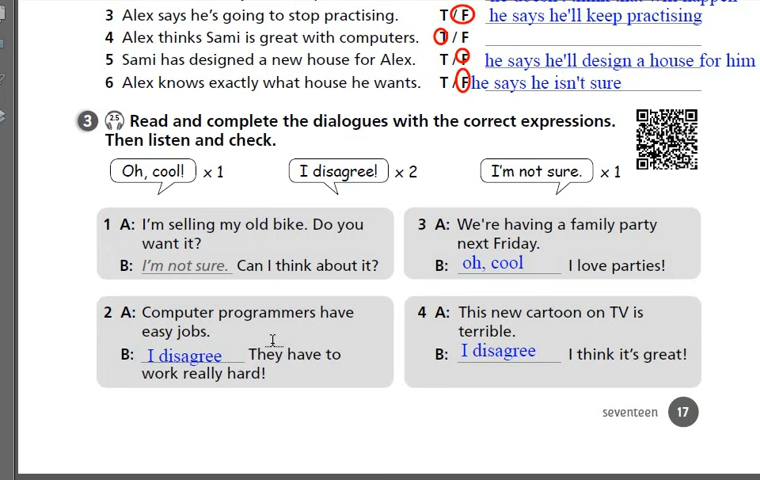 3 Alex says he's going to stop practising. T / F he says he'll keep practising
4 Alex thinks Sami is great with computers. T / F
5 Sami has designed a new house for Alex. T / F he says he'll design a house for him
6 Alex knows exactly what house he wants. T / F he says he isn't sure
3 2.5 Read and complete the dialogues with the correct expressions.
Then listen and check.
Oh, cool! x 1 I disagree! x 2 I'm not sure. x 1
1 A: I'm selling my old bike. Do you
want it?
B: I'm not sure. Can I think about it?
2 A: Computer programmers have
easy jobs.
B: I disagree They have to
work really hard!
3 A: We're having a family party
next Friday.
B: oh, cool I love parties!
4 A: This new cartoon on TV is
terrible.
B: I disagree I think it's great!
seventeen 17